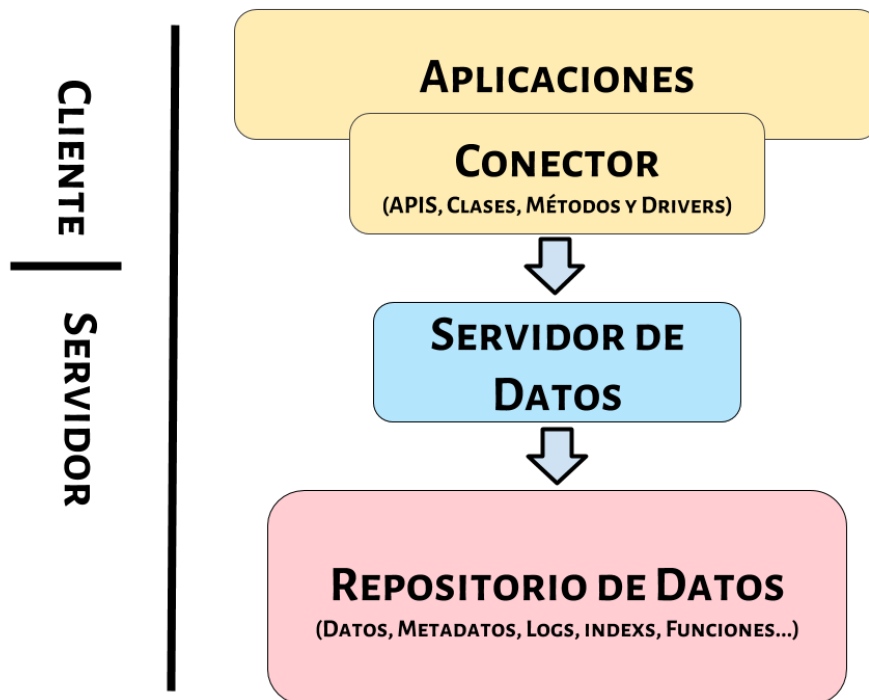 CLIENTE
SERVIDOR
APLICACIONES
CONECTOR
(APIS, CLASES, MÉTODOS Y DRIVERS)
SERVIDOR DE
DATOS
REPOSITORIO DE DATOS
(DATOS, METADATOS, LOGS, INDEXS, FUNCIONES...)